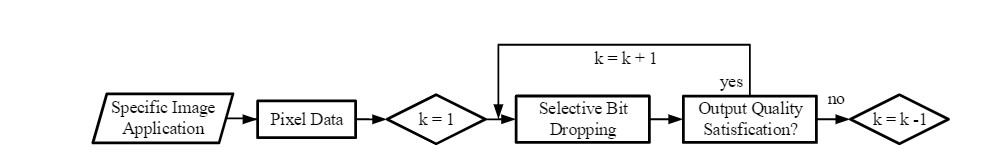 k = k + 1
yes
Specific Image
Application
Pixel Data
k = 1
Selective Bit
Dropping
Output Quality
Satisfication?
no
k = k -1